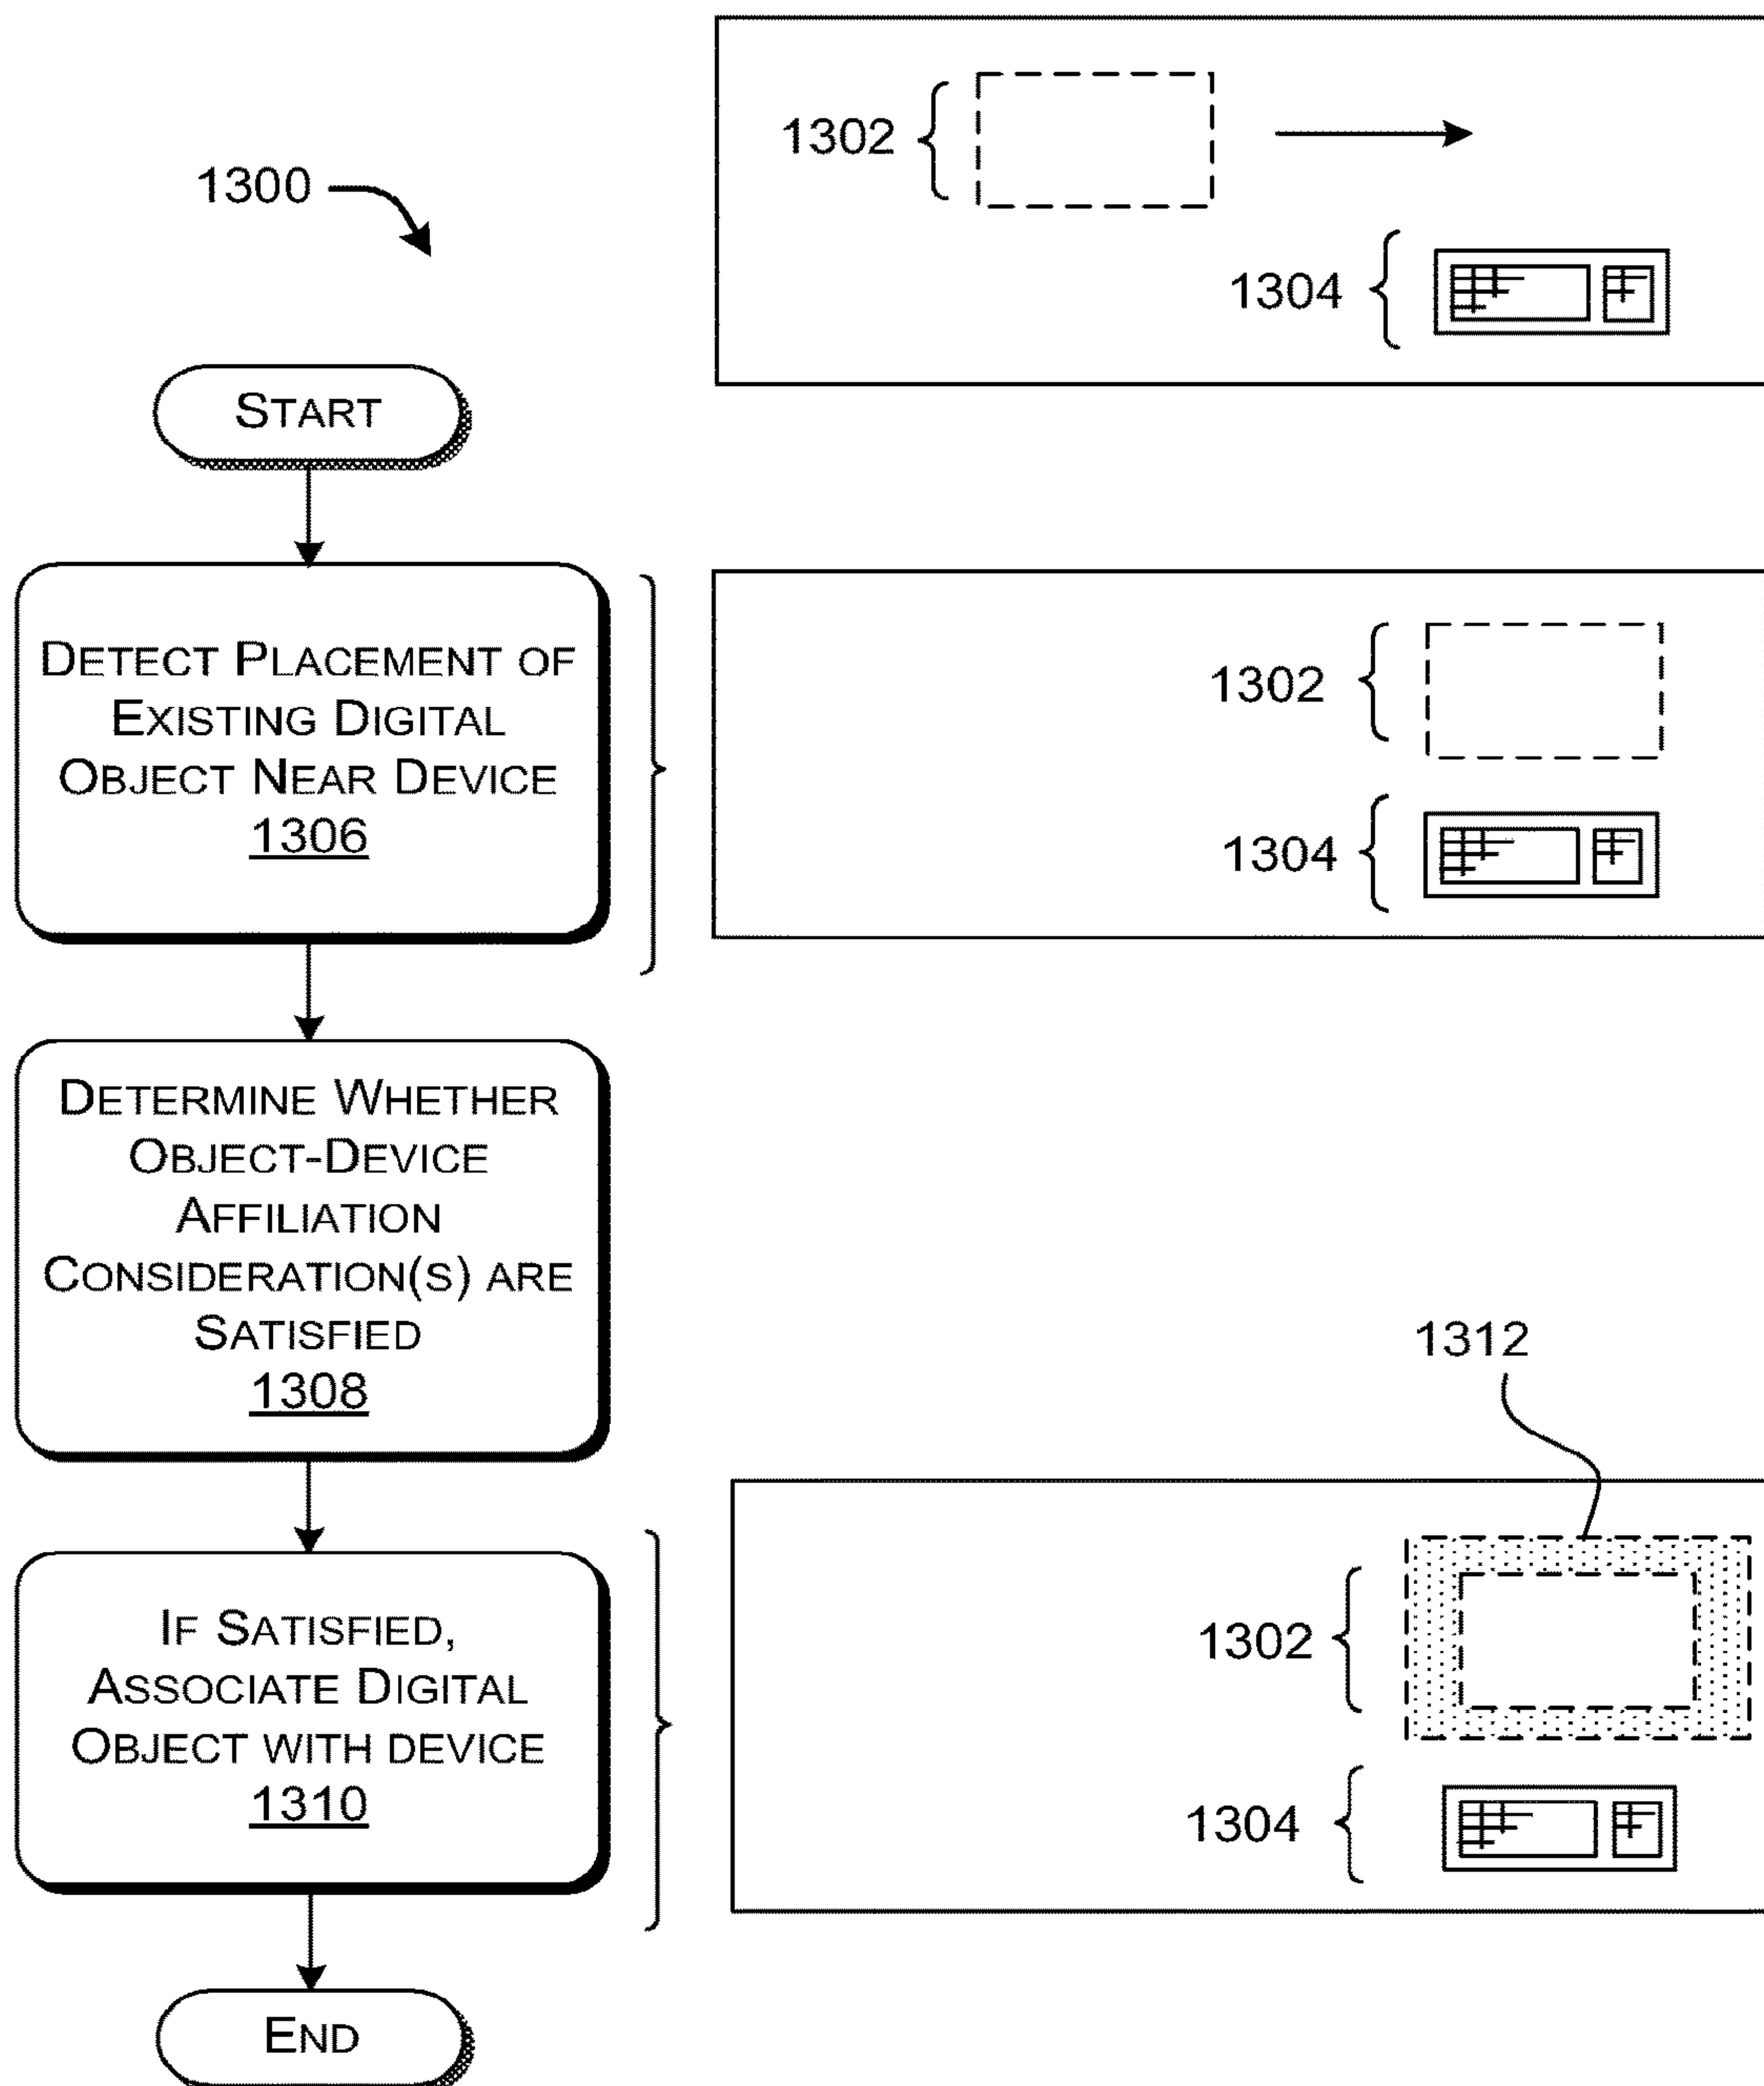 1300
START
DETECT PLACEMENT OF
EXISTING DIGITAL
OBJECT NEAR DEVICE
1306
DETERMINE WHETHER
OBJECT-DEVICE
AFFILIATION
CONSIDERATION(S) ARE
SATISFIED
1308
IF SATISFIED,
ASSOCIATE DIGITAL
OBJECT WITH DEVICE
1310
END
1302
1304
1302
1304
1312
1302
1304